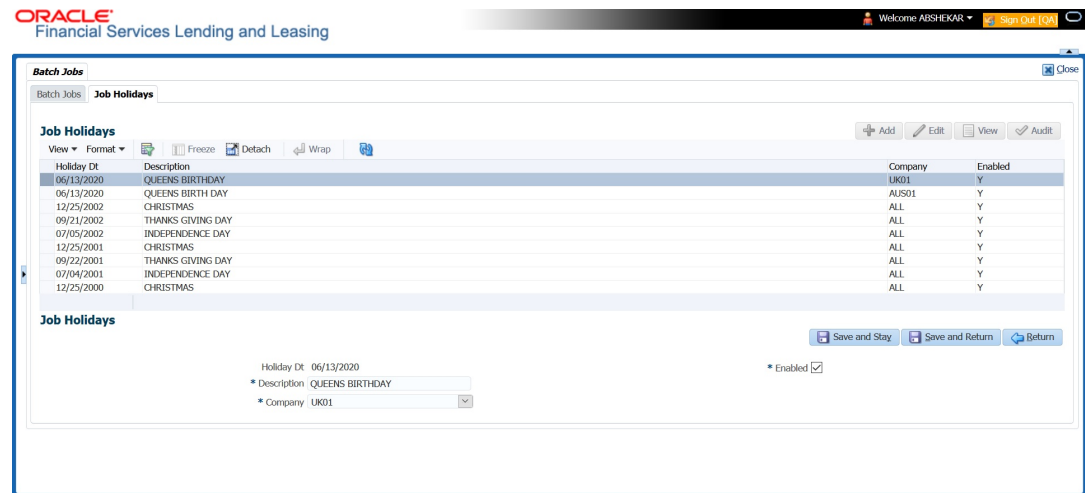 ORACLE
Financial Services Lending and Leasing
Welcome ABSHEKAR
Sign Out [QA]
Batch Jobs
Close
Batch Jobs Job Holidays
Job Holidays
Add Edit View Audit
View Format Freeze Detach Wrap
Holiday Dt Description Company Enabled
06/13/2020 QUEENS BIRTHDAY UK01 Y
06/13/2020 QUEENS BIRTH DAY AUS01 Y
12/25/2002 CHRISTMAS ALL Y
09/21/2002 THANKS GIVING DAY ALL Y
07/05/2002 INDEPENDENCE DAY ALL Y
12/25/2001 CHRISTMAS ALL Y
09/22/2001 THANKS GIVING DAY ALL Y
07/04/2001 INDEPENDENCE DAY ALL Y
12/25/2000 CHRISTMAS ALL Y
Job Holidays
Save and Stay Save and Return Return
Holiday Dt 06/13/2020 * Enabled
* Description QUEENS BIRTHDAY
* Company UK01